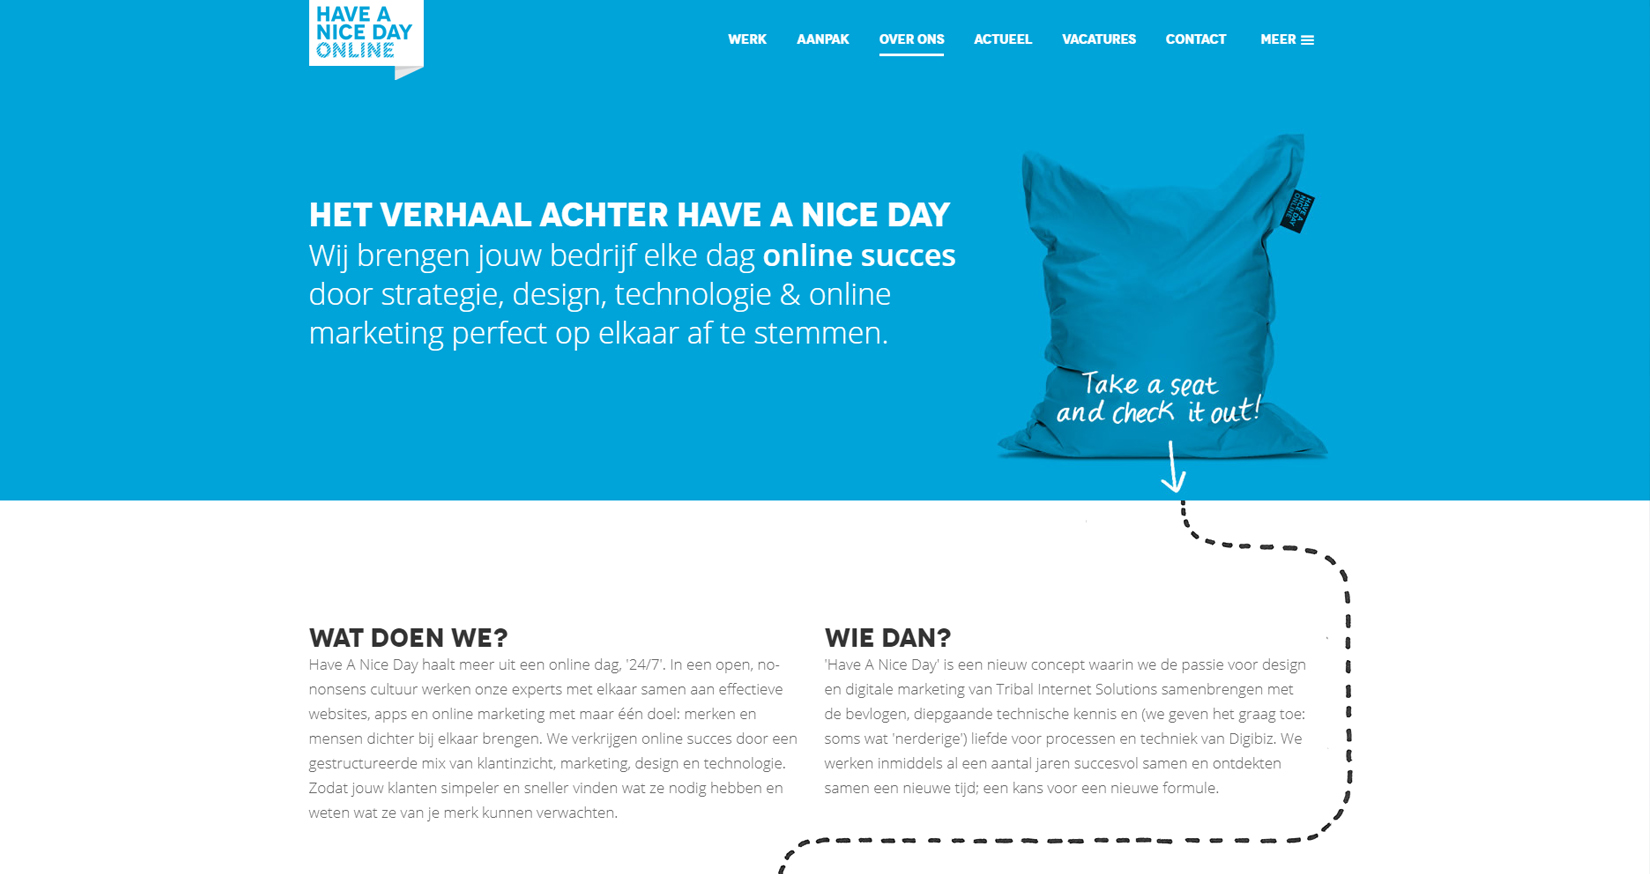 HAVE A
NICE DAY
ONLINE
WERK AANPAK OVER ONS ACTUEEL VACATURES CONTACT MEER
HET VERHAAL ACHTER HAVE A NICE DAY
Wij brengen jouw bedrijf elke dag online succes
door strategie, design, technologie & online
marketing perfect op elkaar af te stemmen.
HAVE A
NICE DAY
ONLINE
Take a seat
and check it out!
WAT DOEN WE?
Have A Nice Day haalt meer uit een online dag, '24/7'. In een open, no-
nonsens cultuur werken onze experts met elkaar samen aan effectieve
websites, apps en online marketing met maar één doel: merken en
mensen dichter bij elkaar brengen. We verkrijgen online succes door een
gestructureerde mix van klantinzicht, marketing, design en technologie.
Zodat jouw klanten simpeler en sneller vinden wat ze nodig hebben en
weten wat ze van je merk kunnen verwachten.
WIE DAN?
'Have A Nice Day' is een nieuw concept waarin we de passie voor design
en digitale marketing van Tribal Internet Solutions samenbrengen met
de bevlogen, diepgaande technische kennis en (we geven het graag toe:
soms wat 'nerderige') liefde voor processen en techniek van Digibiz. We
werken inmiddels al een aantal jaren succesvol samen en ontdekten
samen een nieuwe tijd; een kans voor een nieuwe formule.